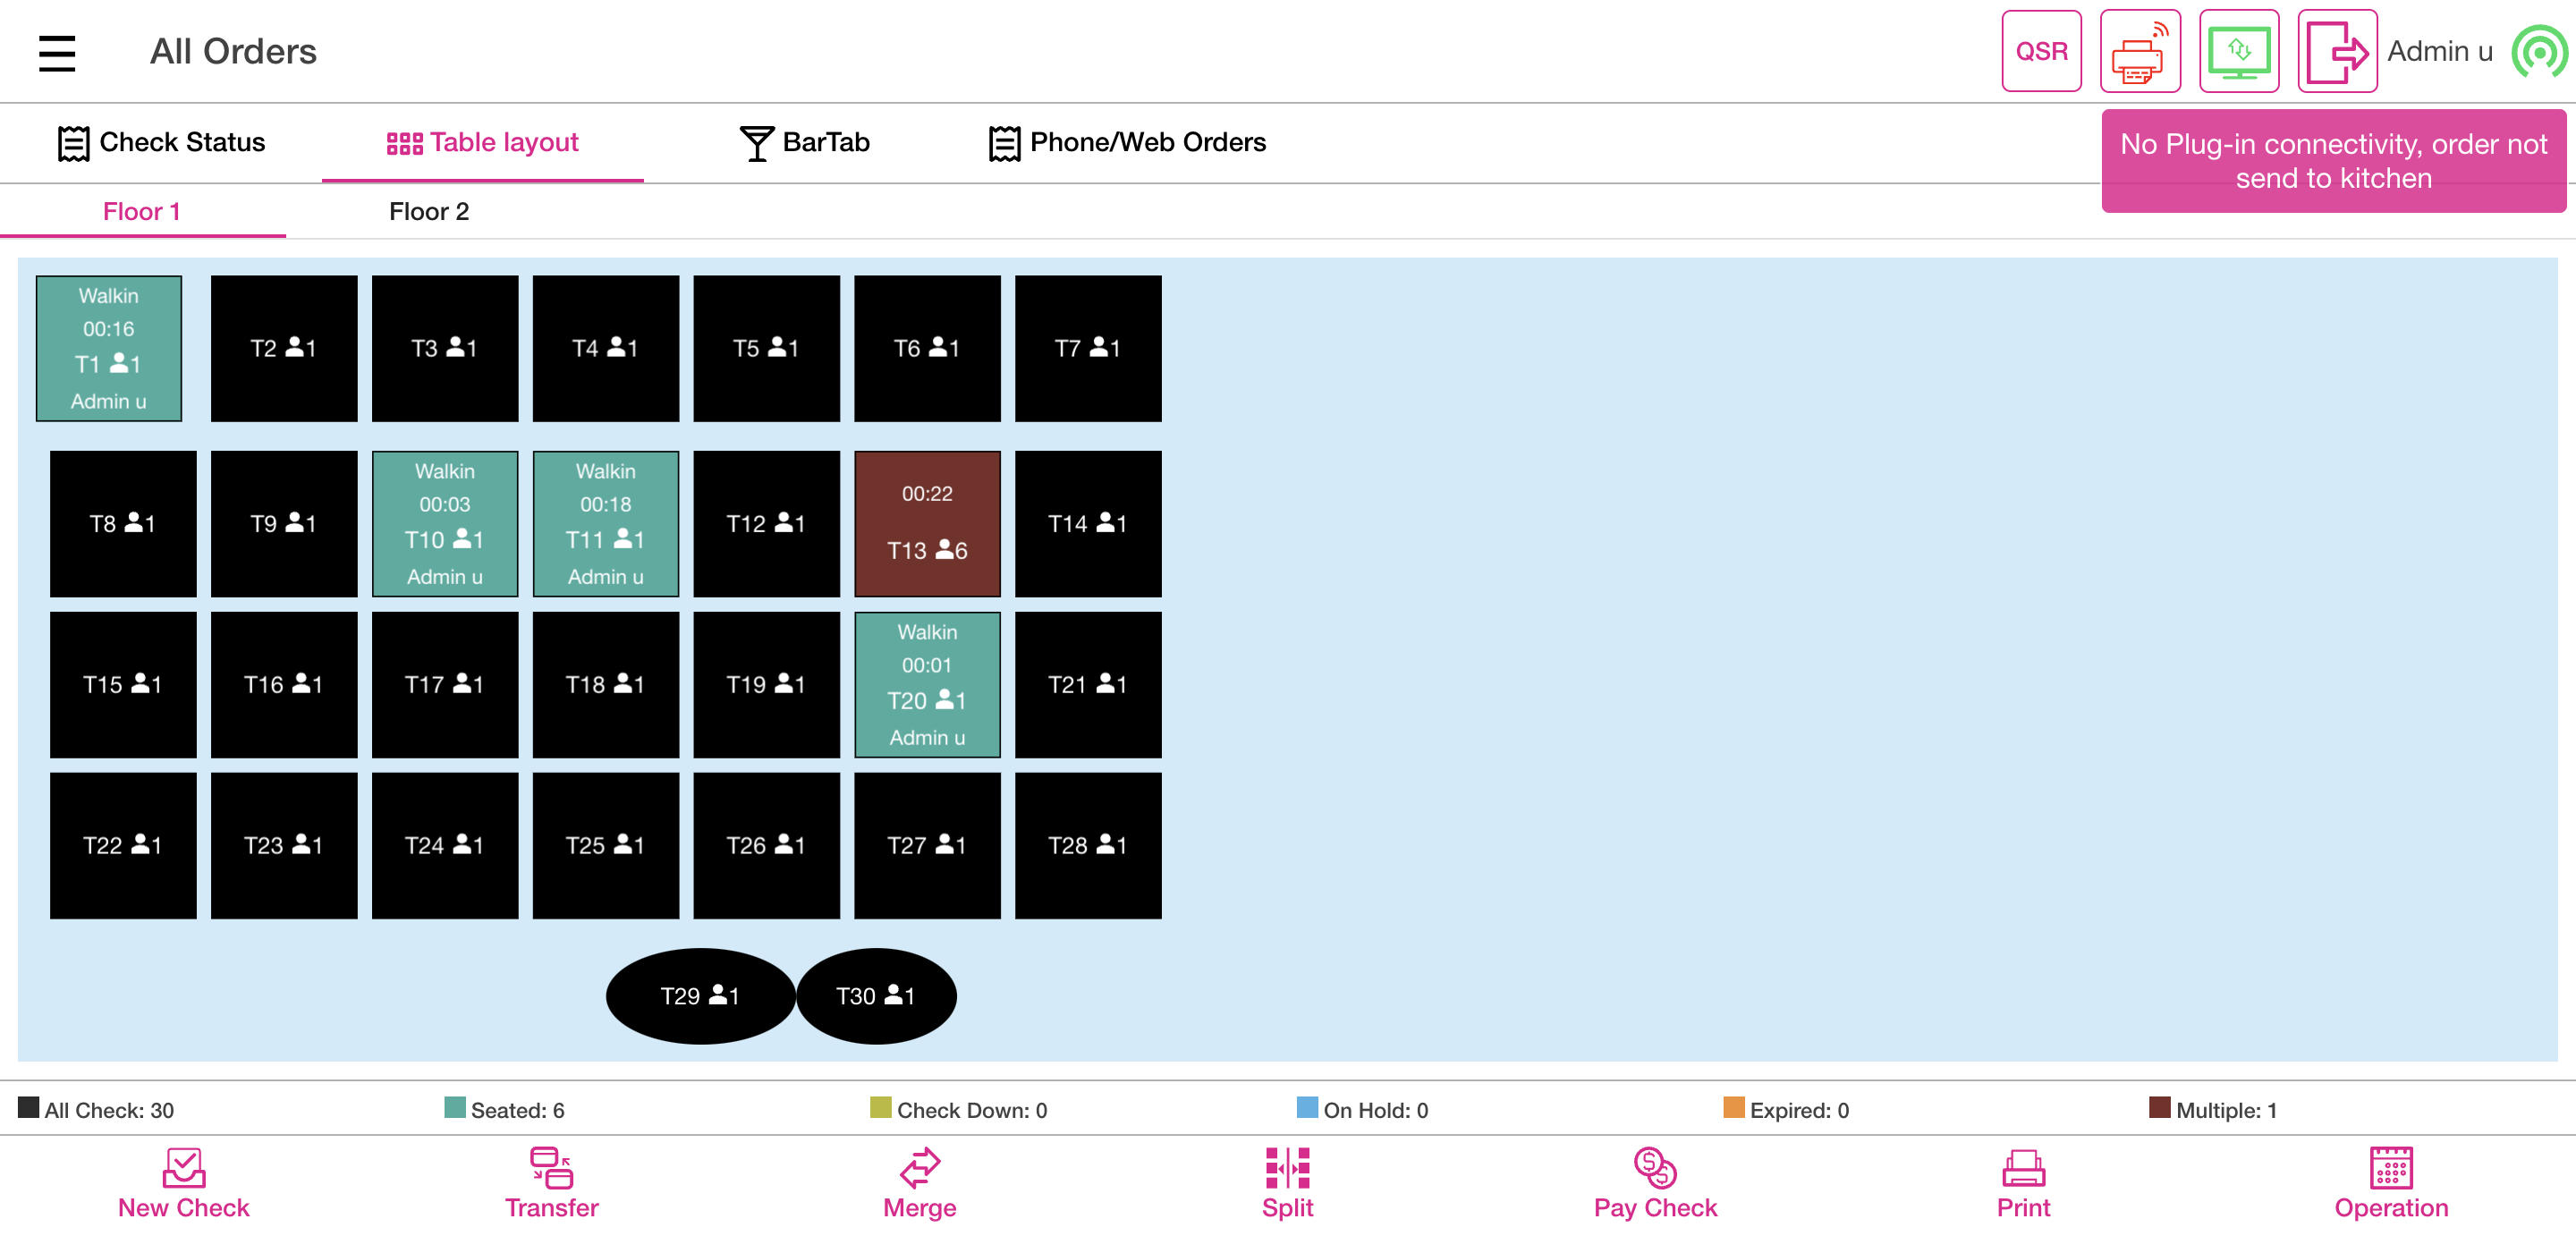 All Orders
QSR
Admin u
Check Status
Table layout
BarTab
Phone/Web Orders
No Plug-in connectivity, order not
send to kitchen
Floor 1
Floor 2
Walkin
00:16
T1 1
Admin u
T2 1
T3 1
T4 1
T5 1
T6 1
T7 1
T8 1
T9 1
Walkin
00:03
T10 1
Admin u
Walkin
00:18
T11 1
Admin u
T12 1
00:22
T13 6
T14 1
T15 1
T16 1
T17 1
T18 1
T19 1
Walkin
00:01
T20 1
Admin u
T21 1
T22 1
T23 1
T24 1
T25 1
T26 1
T27 1
T28 1
T29 1
T30 1
All Check: 30
Seated: 6
Check Down: 0
On Hold: 0
Expired: 0
Multiple: 1
New Check
Transfer
Merge
Split
Pay Check
Print
Operation